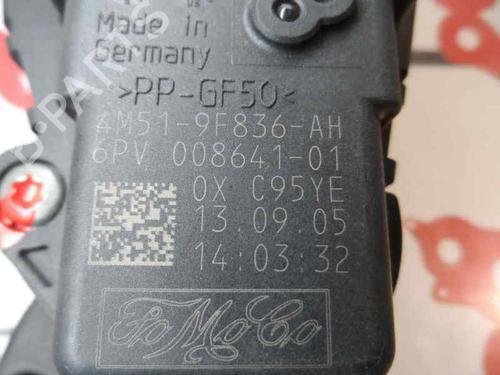 Made in
Germany
>PP-GF50<
4M51-9F836-AH
6PV 008641-01
0X C95YE
13.09.05
14:03:32
FoMoCo